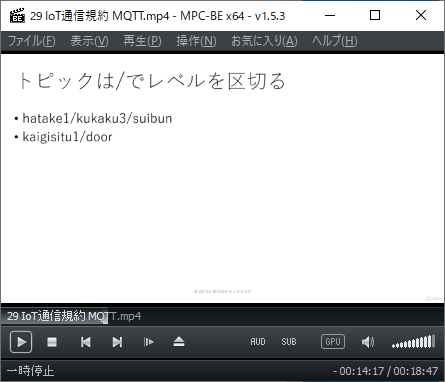 29 IoT通信規約 MQTT.mp4 - MPC-BE x64 - v1.5.3
ファイル(F) 表示(V) 再生(P) 操作(N) お気に入り(A) ヘルプ(H)
トピックは/でレベルを区切る
• hatake1/kukaku3/suibun
• kaigisitu1/door
29 IoT通信規約 MQTT.mp4
AUD SUB GPU
一時停止 - 00:14:17 / 00:18:47